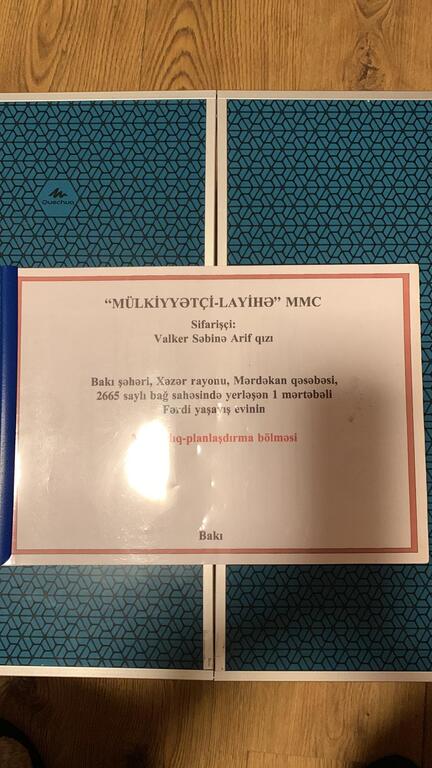 Quechua
“MÜLKİYYƏTÇİ-LAYİHƏ” MMC
Sifarişçi:
Valker Səbinə Arif qızı
Bakı şəhəri, Xəzər rayonu, Mərdəkan qəsəbəsi,
2665 saylı bağ sahəsində yerləşən 1 mərtəbəli
Fərdi yaşayış evinin
bölməsi
Bakı